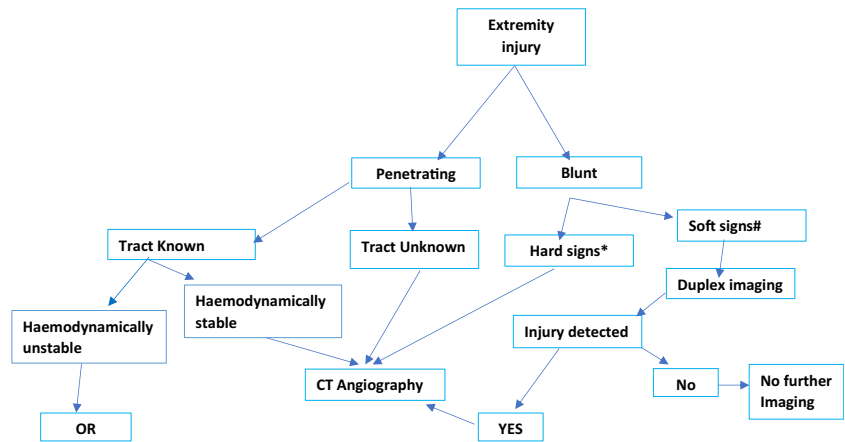 Extremity
injury
Penetrating
Blunt
Tract Known
Tract Unknown
Hard signs*
Soft signs#
Haemodynamically
stable
Duplex imaging
Haemodynamically
unstable
Injury detected
CT Angiography
No
No further
Imaging
OR
YES